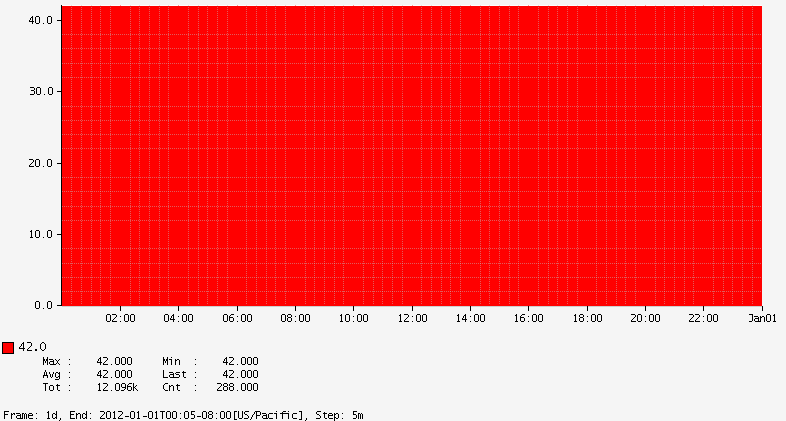 40.0
30.0
20.0
10.0
0.0
02:00 04:00 06:00 08:00 10:00 12:00 14:00 16:00 18:00 20:00 22:00 Jan01
42.0
Max : 42.000 Min : 42.000
Avg : 42.000 Last : 42.000
Tot : 12.096k Cnt : 288.000
Frame: 1d, End: 2012-01-01T00:05-08:00[US/Pacific], Step: 5m